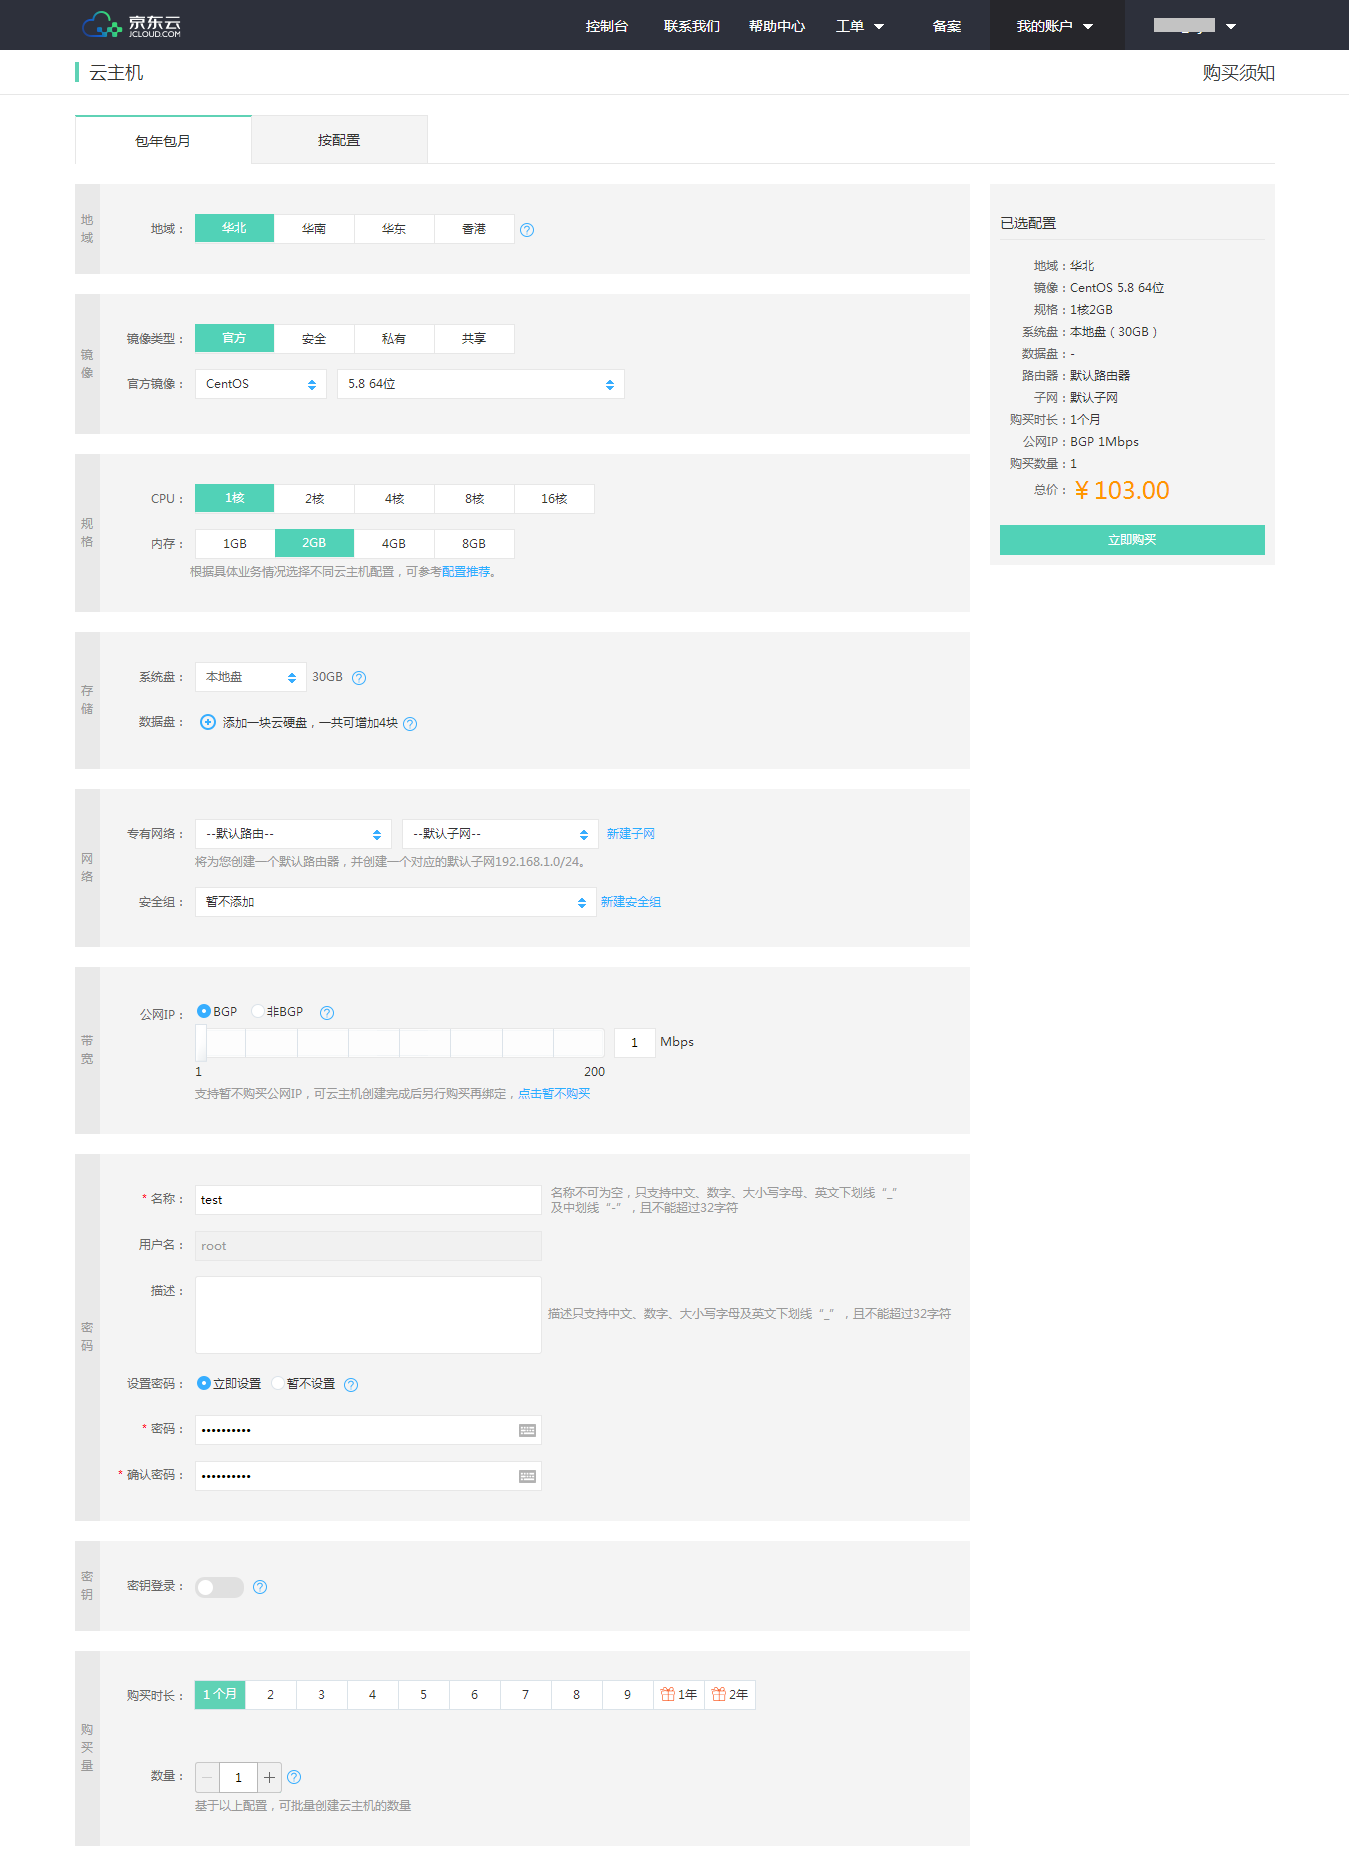 京东云
JCLOUD.COM
控制台 联系我们 帮助中心 工单 备案 我的账户
云主机 购买须知
包年包月 按配置
地域
地域： 华北 华南 华东 香港 ?
镜像
镜像类型： 官方 安全 私有 共享
官方镜像： CentOS 5.8 64位
规格
CPU： 1核 2核 4核 8核 16核
内存： 1GB 2GB 4GB 8GB
根据具体业务情况选择不同云主机配置，可参考配置推荐。
存储
系统盘： 本地盘 30GB ?
数据盘： 添加一块云硬盘，一共可增加4块 ?
网络
专有网络： --默认路由-- --默认子网-- 新建子网
将为您创建一个默认路由器，并创建一个对应的默认子网192.168.1.0/24。
安全组： 暂不添加 新建安全组
带宽
公网IP： BGP 非BGP ?
1 Mbps
1 200
支持暂不购买公网IP，可云主机创建完成后另行购买再绑定，点击暂不购买
密码
* 名称： test 名称不可为空，只支持中文、数字、大小写字母、英文下划线“_”
及中划线“-”，且不能超过32字符
用户名： root
描述： 描述只支持中文、数字、大小写字母及英文下划线“_”，且不能超过32字符
设置密码： 立即设置 暂不设置 ?
* 密码： ••••••••••
* 确认密码： ••••••••••
密钥
密钥登录： ?
购买量
购买时长： 1 个月 2 3 4 5 6 7 8 9 1年 2年
数量： － 1 + ?
基于以上配置，可批量创建云主机的数量
已选配置
地域：华北
镜像：CentOS 5.8 64位
规格：1核2GB
系统盘：本地盘（30GB）
数据盘：-
路由器：默认路由器
子网：默认子网
购买时长：1个月
公网IP：BGP 1Mbps
购买数量：1
总价：￥103.00
立即购买